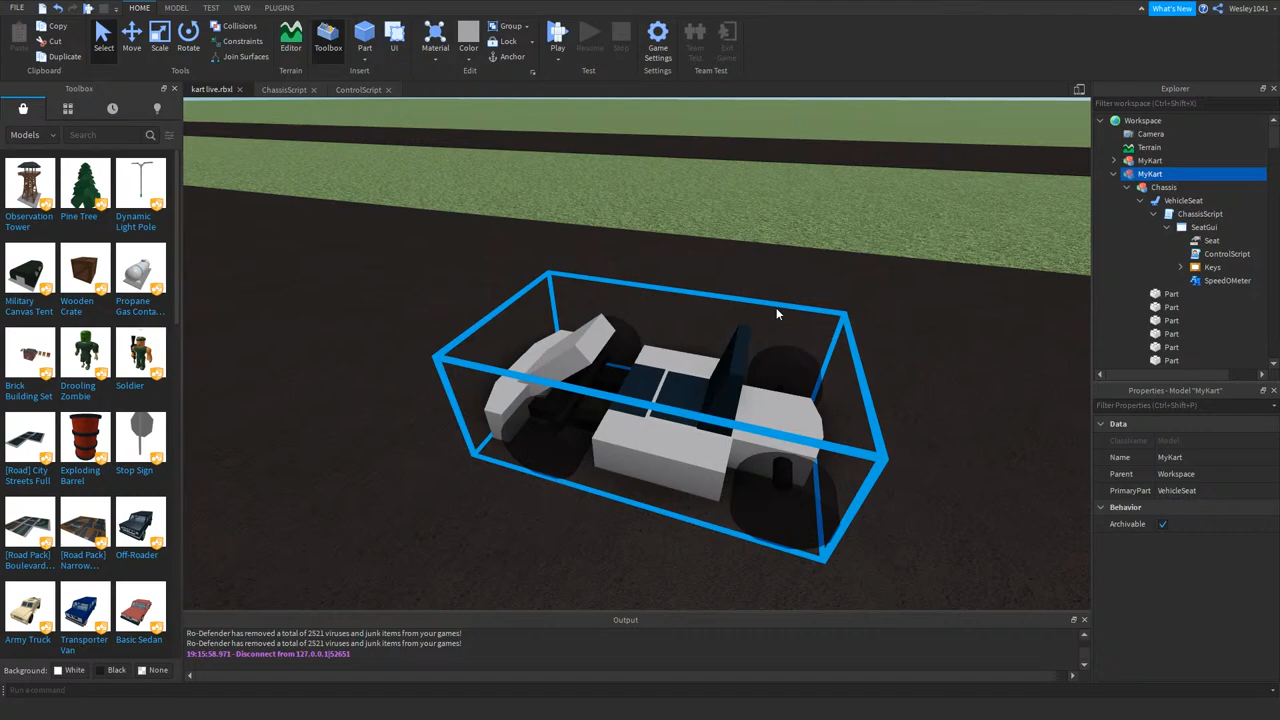 FILE HOME MODEL TEST VIEW PLUGINS What's New Wesley1041
Paste Copy Cut Duplicate Clipboard
Select Move Scale Rotate Collisions Constraints Join Surfaces Tools
Editor Terrain
Toolbox Part UI Insert
Material Color Group Lock Anchor Edit
Play Resume Stop Test
Game Settings Settings
Team Test Exit Game Team Test
Toolbox
Models Search
Observation Tower
Pine Tree
Dynamic Light Pole
Military Canvas Tent
Wooden Crate
Propane Gas Conta...
Brick Building Set
Drooling Zombie
Soldier
[Road] City Streets Full
Exploding Barrel
Stop Sign
[Road Pack] Boulevard...
[Road Pack] Narrow...
Off-Roader
Army Truck
Transporter Van
Basic Sedan
Background: White Black None
Run a command
kart live.rbxl ChassisScript ControlScript
Output
Ro-Defender has removed a total of 2521 viruses and junk items from your games!
Ro-Defender has removed a total of 2521 viruses and junk items from your games!
19:15:58.971 - Disconnect from 127.0.0.1|52651
Explorer
Filter workspace (Ctrl+Shift+X)
Workspace
Camera
Terrain
MyKart
MyKart
Chassis
VehicleSeat
ChassisScript
SeatGui
Seat
ControlScript
Keys
SpeedOMeter
Part
Part
Part
Part
Part
Part
Properties - Model "MyKart"
Filter Properties (Ctrl+Shift+P)
Data
ClassName Model
Name MyKart
Parent Workspace
PrimaryPart VehicleSeat
Behavior
Archivable